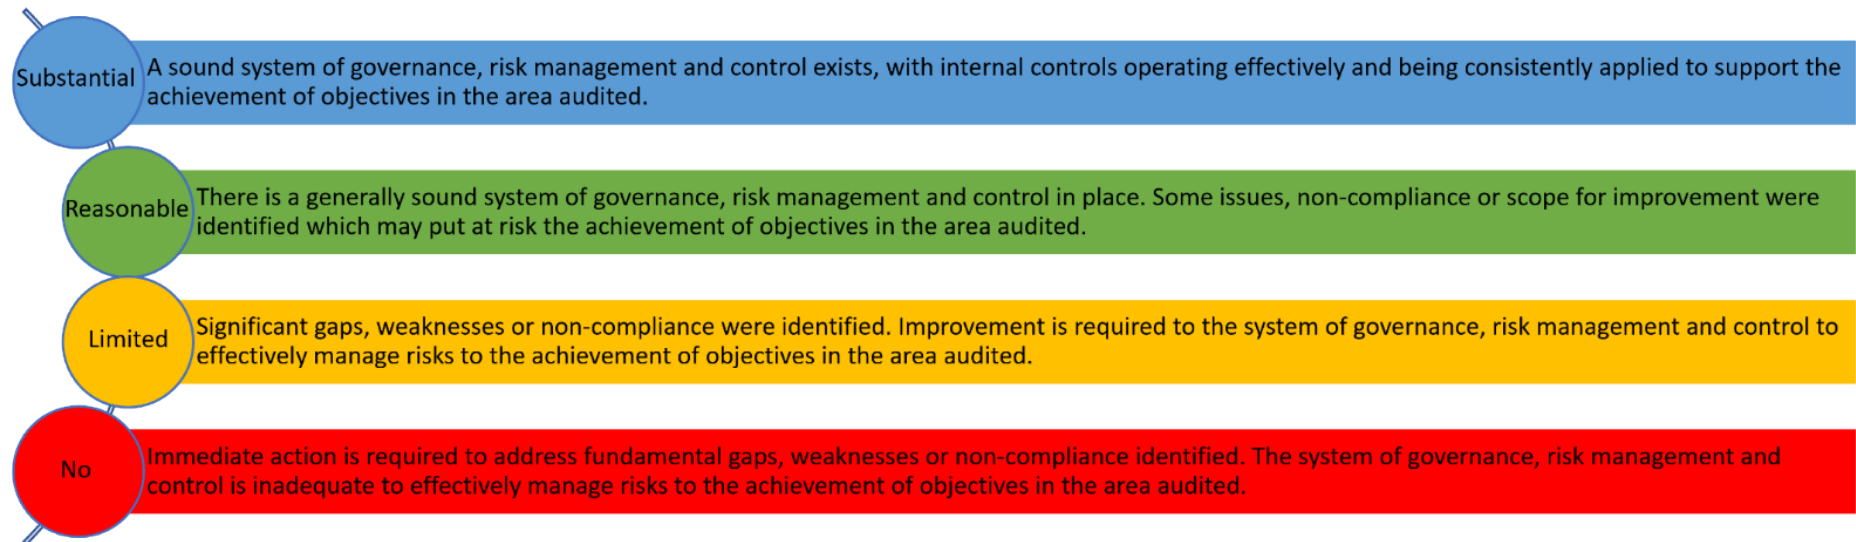 Substantial
A sound system of governance, risk management and control exists, with internal controls operating effectively and being consistently applied to support the
achievement of objectives in the area audited.
Reasonable
There is a generally sound system of governance, risk management and control in place. Some issues, non-compliance or scope for improvement were
identified which may put at risk the achievement of objectives in the area audited.
Limited
Significant gaps, weaknesses or non-compliance were identified. Improvement is required to the system of governance, risk management and control to
effectively manage risks to the achievement of objectives in the area audited.
No
Immediate action is required to address fundamental gaps, weaknesses or non-compliance identified. The system of governance, risk management and
control is inadequate to effectively manage risks to the achievement of objectives in the area audited.